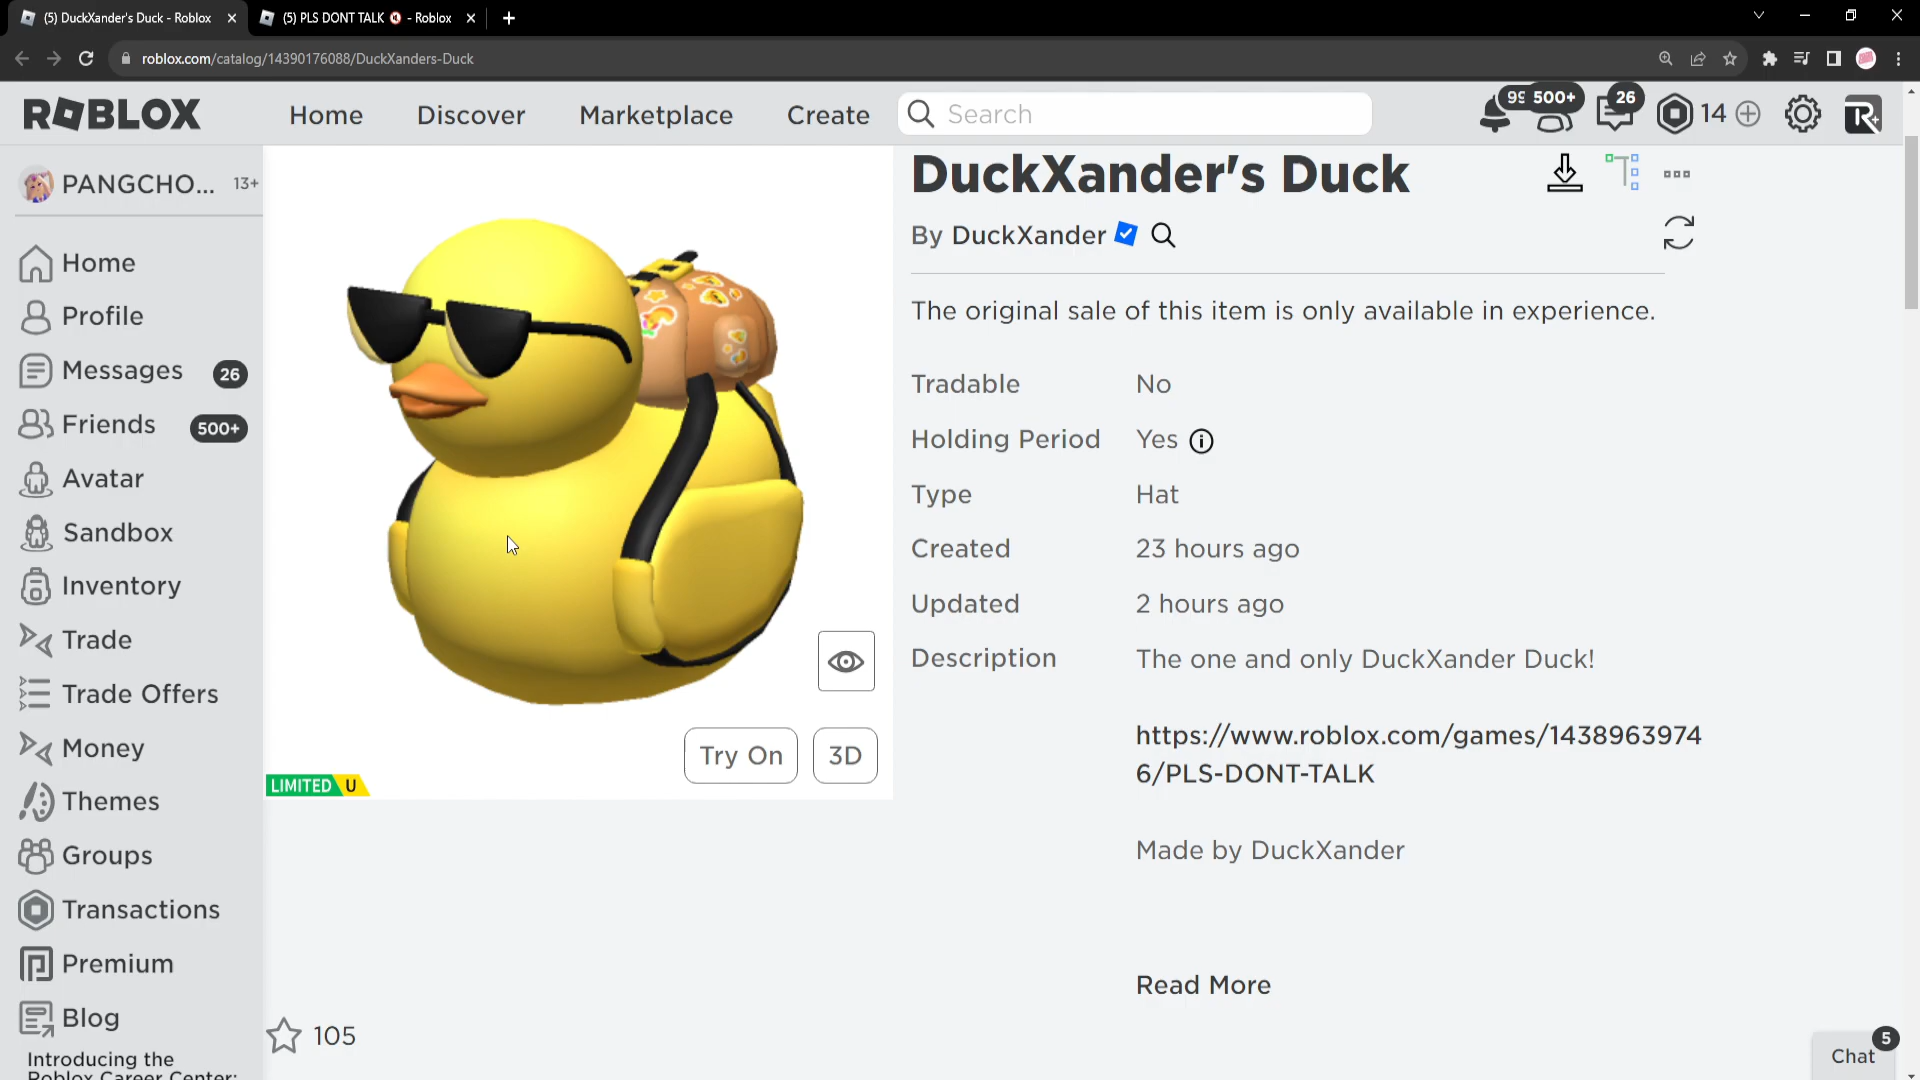 (5) DuckXander's Duck - Roblox
(5) PLS DONT TALK - Roblox
roblox.com/catalog/14390176088/DuckXanders-Duck
ROBLOX
Home
Discover
Marketplace
Create
Search
99
500+
26
14
PANGCHO... 13+
Home
Profile
Messages 26
Friends 500+
Avatar
Sandbox
Inventory
Trade
Trade Offers
Money
Themes
Groups
Transactions
Premium
Blog
Introducing the
Roblox Career Center:
LIMITED U
Try On
3D
105
DuckXander's Duck
By DuckXander
The original sale of this item is only available in experience.
Tradable No
Holding Period Yes
Type Hat
Created 23 hours ago
Updated 2 hours ago
Description The one and only DuckXander Duck!
https://www.roblox.com/games/1438963974
6/PLS-DONT-TALK
Made by DuckXander
Read More
Chat 5